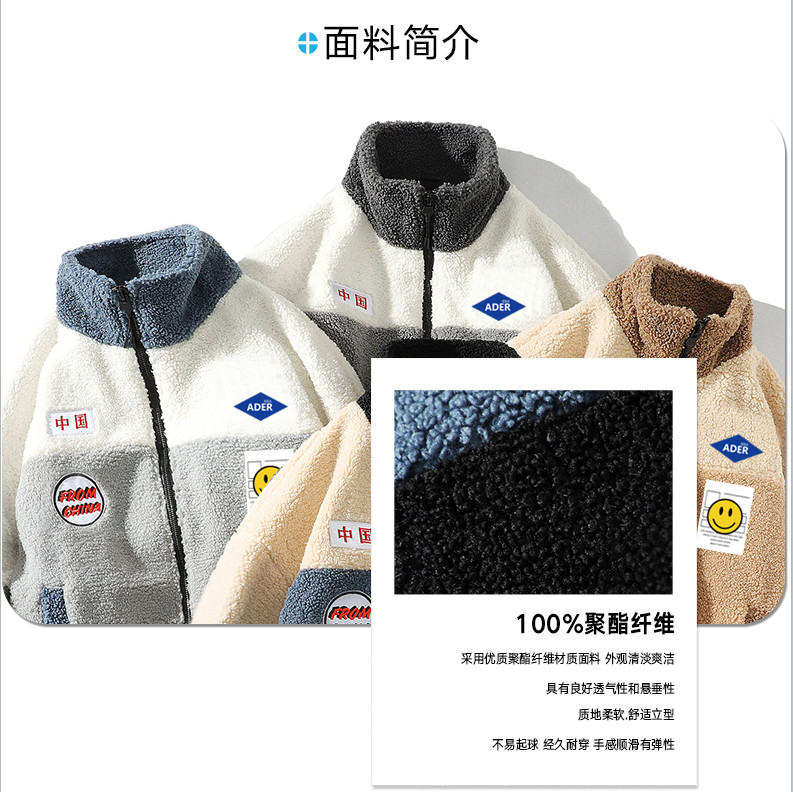 面料简介
中国
ADER
中国
ADER
FROM
CHINA
中国
FROM
ADER
100%聚酯纤维
采用优质聚酯纤维材质面料 外观清淡爽洁
具有良好透气性和悬垂性
质地柔软,舒适立型
不易起球 经久耐穿 手感顺滑有弹性